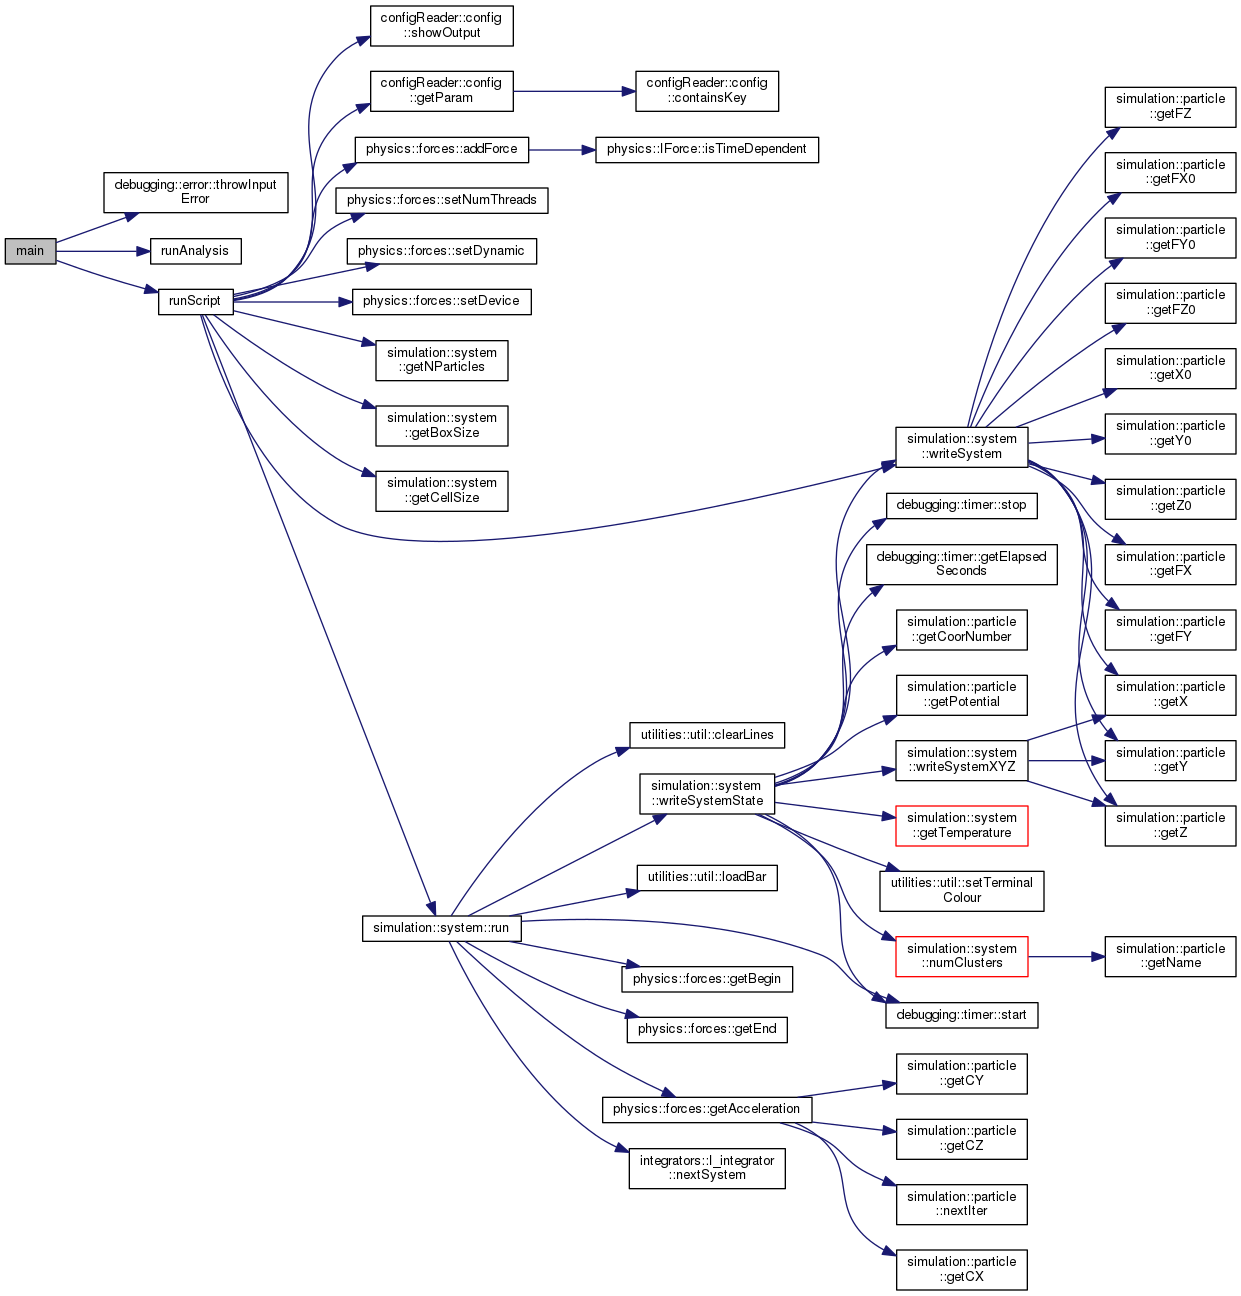 main
debugging::error::throwInput
Error
runAnalysis
runScript
configReader::config
::showOutput
configReader::config
::getParam
physics::forces::addForce
physics::forces::setNumThreads
physics::forces::setDynamic
physics::forces::setDevice
simulation::system
::getNParticles
simulation::system
::getBoxSize
simulation::system
::getCellSize
simulation::system::run
configReader::config
::containsKey
physics::IForce::isTimeDependent
utilities::util::clearLines
simulation::system
::writeSystemState
utilities::util::loadBar
physics::forces::getBegin
physics::forces::getEnd
physics::forces::getAcceleration
integrators::I_integrator
::nextSystem
simulation::system
::writeSystem
debugging::timer::stop
debugging::timer::getElapsed
Seconds
simulation::particle
::getCoorNumber
simulation::particle
::getPotential
simulation::system
::writeSystemXYZ
simulation::system
::getTemperature
utilities::util::setTerminal
Colour
simulation::system
::numClusters
debugging::timer::start
simulation::particle
::getCY
simulation::particle
::getCZ
simulation::particle
::nextIter
simulation::particle
::getCX
simulation::particle
::getFZ
simulation::particle
::getFX0
simulation::particle
::getFY0
simulation::particle
::getFZ0
simulation::particle
::getX0
simulation::particle
::getY0
simulation::particle
::getZ0
simulation::particle
::getFX
simulation::particle
::getFY
simulation::particle
::getX
simulation::particle
::getY
simulation::particle
::getZ
simulation::particle
::getName